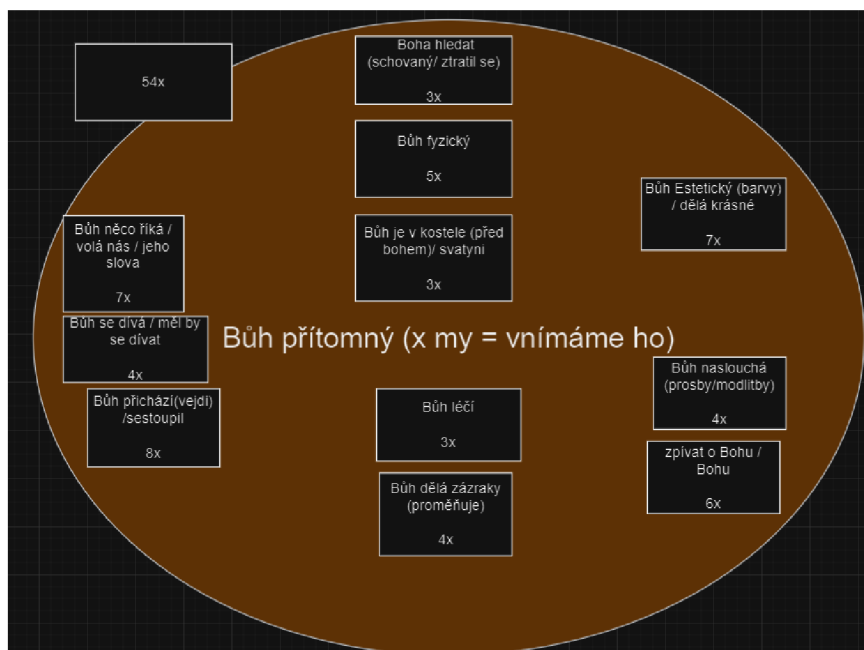 54x
Boha hledat
(schovaný/ ztratil se)
3x
Bůh fyzický
5x
Bůh Estetický (barvy)
/ dělá krásné
7x
Bůh něco říká /
volá nás / jeho
slova
7x
Bůh je v kostele (před
bohem)/ svatyni
3x
Bůh se dívá / měl by
se dívat
4x
Bůh přítomný (x my = vnímáme ho)
Bůh přichází(vejdi)
/sestoupil
8x
Bůh léčí
3x
Bůh naslouchá
(prosby/modlitby)
4x
zpívat o Bohu /
Bohu
6x
Bůh dělá zázraky
(proměňuje)
4x